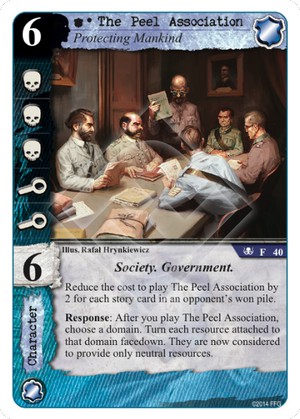 6
The Peel Association
Protecting Mankind
Illus. Rafał Hrynkiewicz
F 40
6
Society. Government.
Reduce the cost to play The Peel Association by
2 for each story card in an opponent's won pile.
Response: After you play The Peel Association,
choose a domain. Turn each resource attached to
that domain facedown. They are now considered
to provide only neutral resources.
Character
©2014 FFG